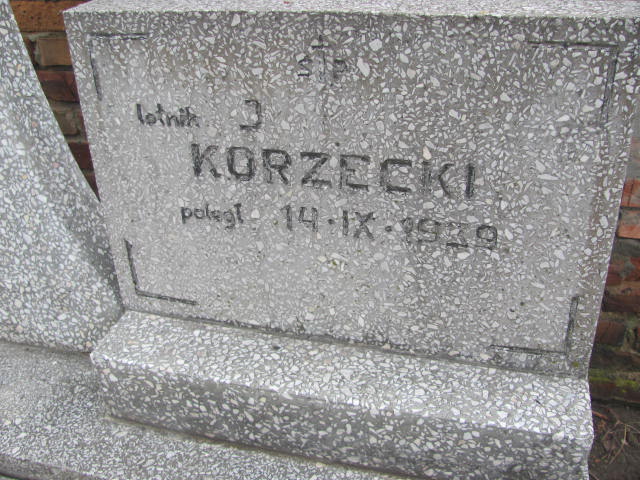 Ś P
lotnik J
KORZECKI
poległ 14·IX·1939